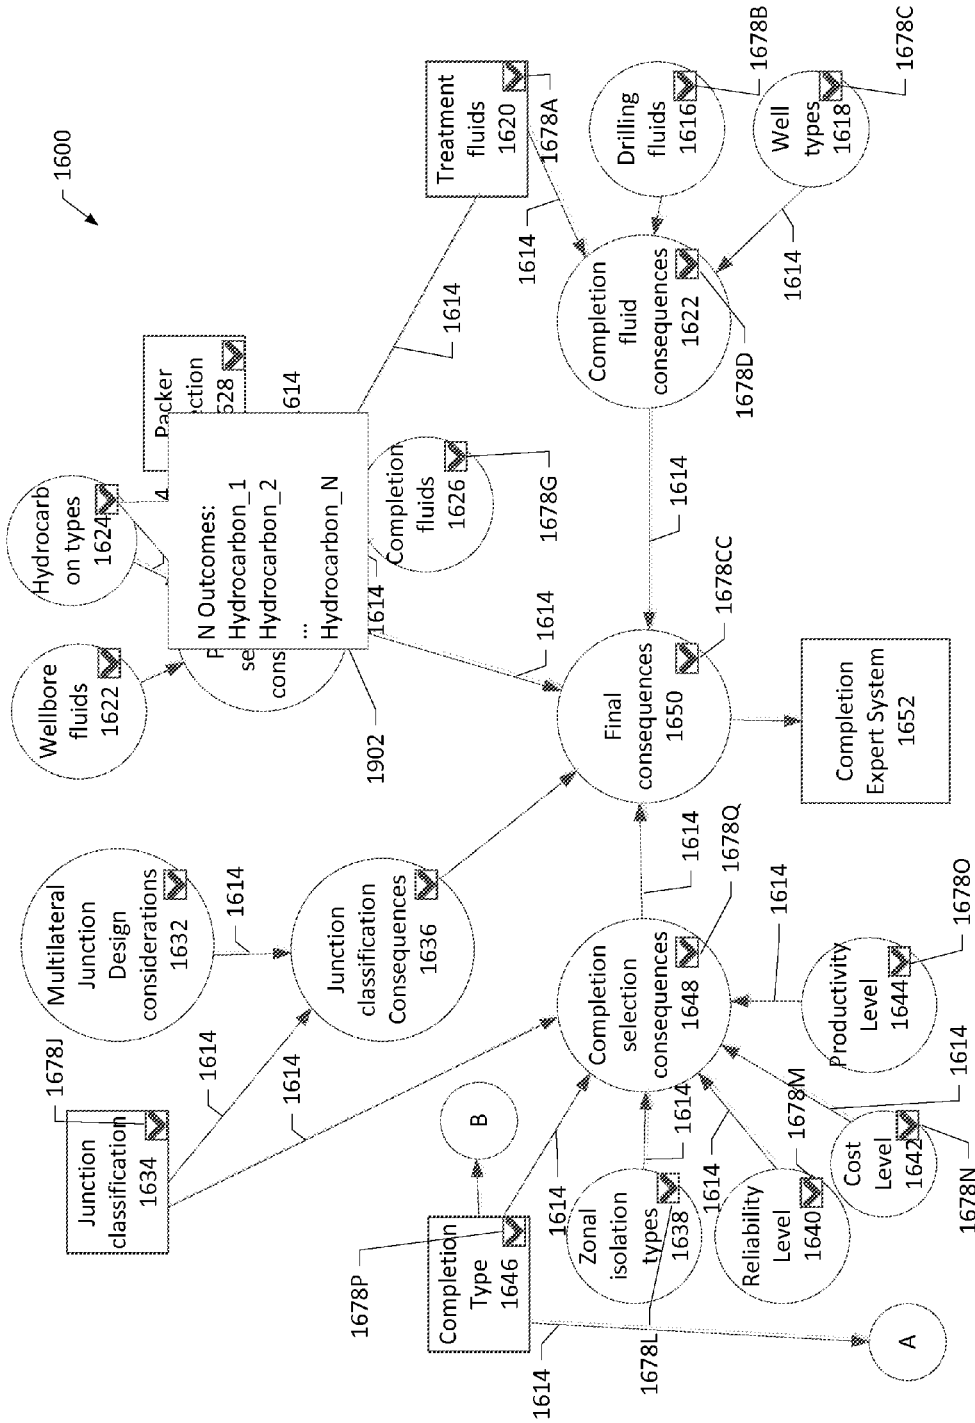 1600
Junction
classification
1634
1678J
1614
1614
Multilateral
Junction
Design
considerations
1632
1614
Junction
classification
Consequences
1636
Wellbore
fluids
1622
Hydrocarb
on types
1624
4
Packer
ection
628
1614
P
se
cons
N Outcomes:
Hydrocarbon_1
Hydrocarbon_2
...
Hydrocarbon_N
1902
1614
Completion
fluids
1626
1678G
1614
1614
Treatment
fluids
1620
1678A
1614
Drilling
fluids
1616
1678B
Well
types
1618
1678C
1614
Completion
fluid
consequences
1622
1678D
1614
Final
consequences
1650
1678CC
Completion
Expert System
1652
Completion
selection
consequences
1648
1614
1678Q
B
Completion
Type
1646
1678P
1614
1614
A
Zonal
isolation
types
1638
1678L
1614
Reliability
Level
1640
1678M
1614
Cost
Level
1642
1678N
1614
Productivity
Level
1644
1678O
1614